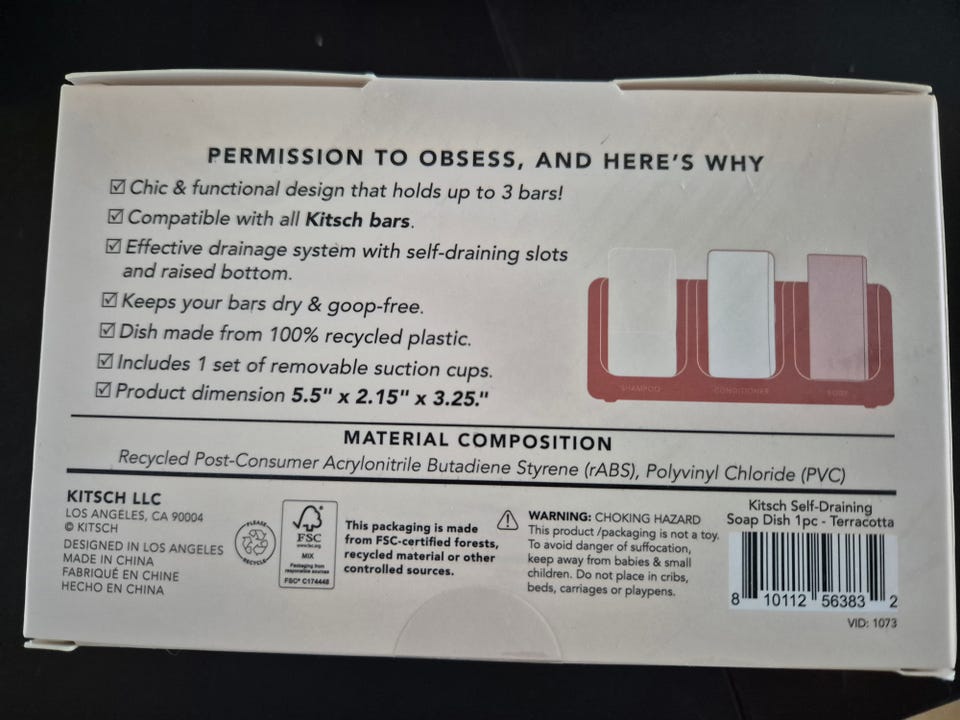 PERMISSION TO OBSESS, AND HERE'S WHY
☑ Chic & functional design that holds up to 3 bars!
☑ Compatible with all Kitsch bars.
☑ Effective drainage system with self-draining slots
and raised bottom.
☑ Keeps your bars dry & goop-free.
☑ Dish made from 100% recycled plastic.
☑ Includes 1 set of removable suction cups.
☑ Product dimension 5.5" x 2.15" x 3.25."
SHAMPOO
CONDITIONER
BODY
MATERIAL COMPOSITION
Recycled Post-Consumer Acrylonitrile Butadiene Styrene (rABS), Polyvinyl Chloride (PVC)
KITSCH LLC
LOS ANGELES, CA 90004
© KITSCH
DESIGNED IN LOS ANGELES
MADE IN CHINA
FABRIQUÉ EN CHINE
HECHO EN CHINA
PLEASE
RECYCLE
FSC
www.fsc.org
MIX
Packaging from
responsible sources
FSC® C174448
This packaging is made
from FSC-certified forests,
recycled material or other
controlled sources.
WARNING: CHOKING HAZARD
This product /packaging is not a toy.
To avoid danger of suffocation,
keep away from babies & small
children. Do not place in cribs,
beds, carriages or playpens.
Kitsch Self-Draining
Soap Dish 1pc - Terracotta
8 10112 56383 2
VID: 1073